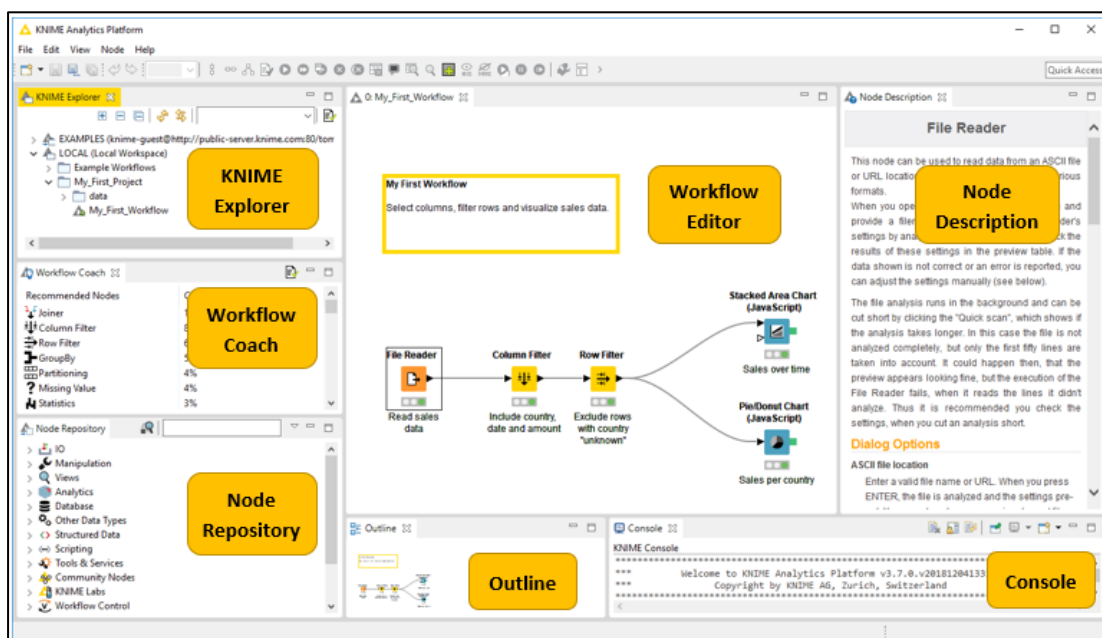 KNIME Analytics Platform
File Edit View Node Help
Quick Access
KNIME Explorer
EXAMPLES (knime-guest@http://public-server.knime.com:80/tom
LOCAL (Local Workspace)
Example Workflows
My_First_Project
data
My_First_Workflow
KNIME
Explorer
Workflow Coach
Recommended Nodes
Joiner
Column Filter
Row Filter
GroupBy
Partitioning 4%
Missing Value 4%
Statistics 3%
Workflow
Coach
Node Repository
IO
Manipulation
Views
Analytics
Database
Other Data Types
Structured Data
Scripting
Tools & Services
Community Nodes
KNIME Labs
Workflow Control
Node
Repository
0: My_First_Workflow
My First Workflow
Select columns, filter rows and visualize sales data.
Workflow
Editor
File Reader
Read sales
data
Column Filter
Include country,
date and amount
Row Filter
Exclude rows
with country
"unknown"
Stacked Area Chart
(JavaScript)
Sales over time
Pie/Donut Chart
(JavaScript)
Sales per country
Outline
Outline
Console
KNIME Console
********************************************************
*** Welcome to KNIME Analytics Platform v3.7.0.v2018120413
*** Copyright by KNIME AG, Zurich, Switzerland
********************************************************
Console
Node Description
File Reader
This node can be used to read data from an ASCII file
or URL location
formats.
When you and
provide a
settings by the
results of these settings in the preview table. If the
data shown is not correct or an error is reported, you
can adjust the settings manually (see below).
The file analysis runs in the background and can be
cut short by clicking the "Quick scan", which shows if
the analysis takes longer. In this case the file is not
analyzed completely, but only the first fifty lines are
taken into account. It could happen then, that the
preview appears looking fine, but the execution of the
File Reader fails, when it reads the lines it didn't
analyze. Thus it is recommended you check the
settings, when you cut an analysis short.
Dialog Options
ASCII file location
Enter a valid file name or URL. When you press
ENTER, the file is analyzed and the settings pre-
Node
Description